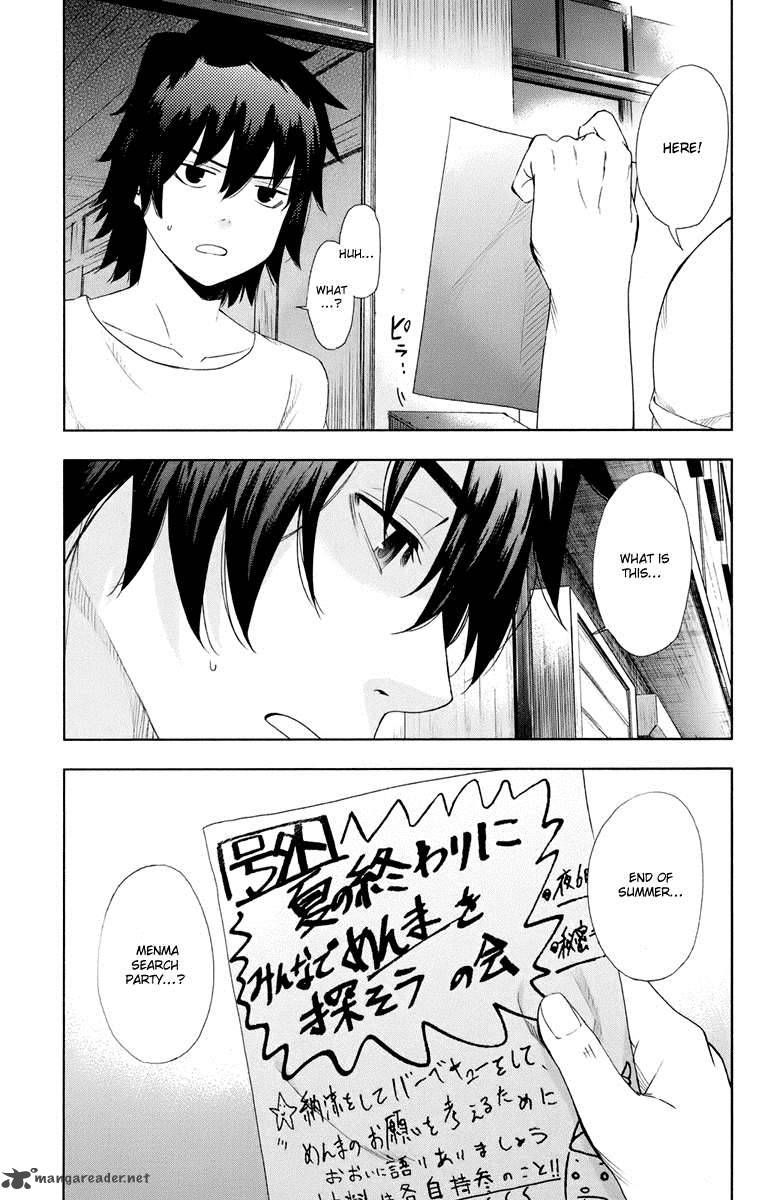 HERE!
HUH...
WHAT
...?
ピラ…
WHAT IS
THIS...
END OF
SUMMER...
MENMA
SEARCH
PARTY...?
号外
夏の終わりに
みんなでめんまを
探そうの会
夜6
秘密
☆納涼をしてバーベキューをして、
めんまのお願いを考えるために
おおいに語りありましょう
各自持参のこと!!
mangareader.net